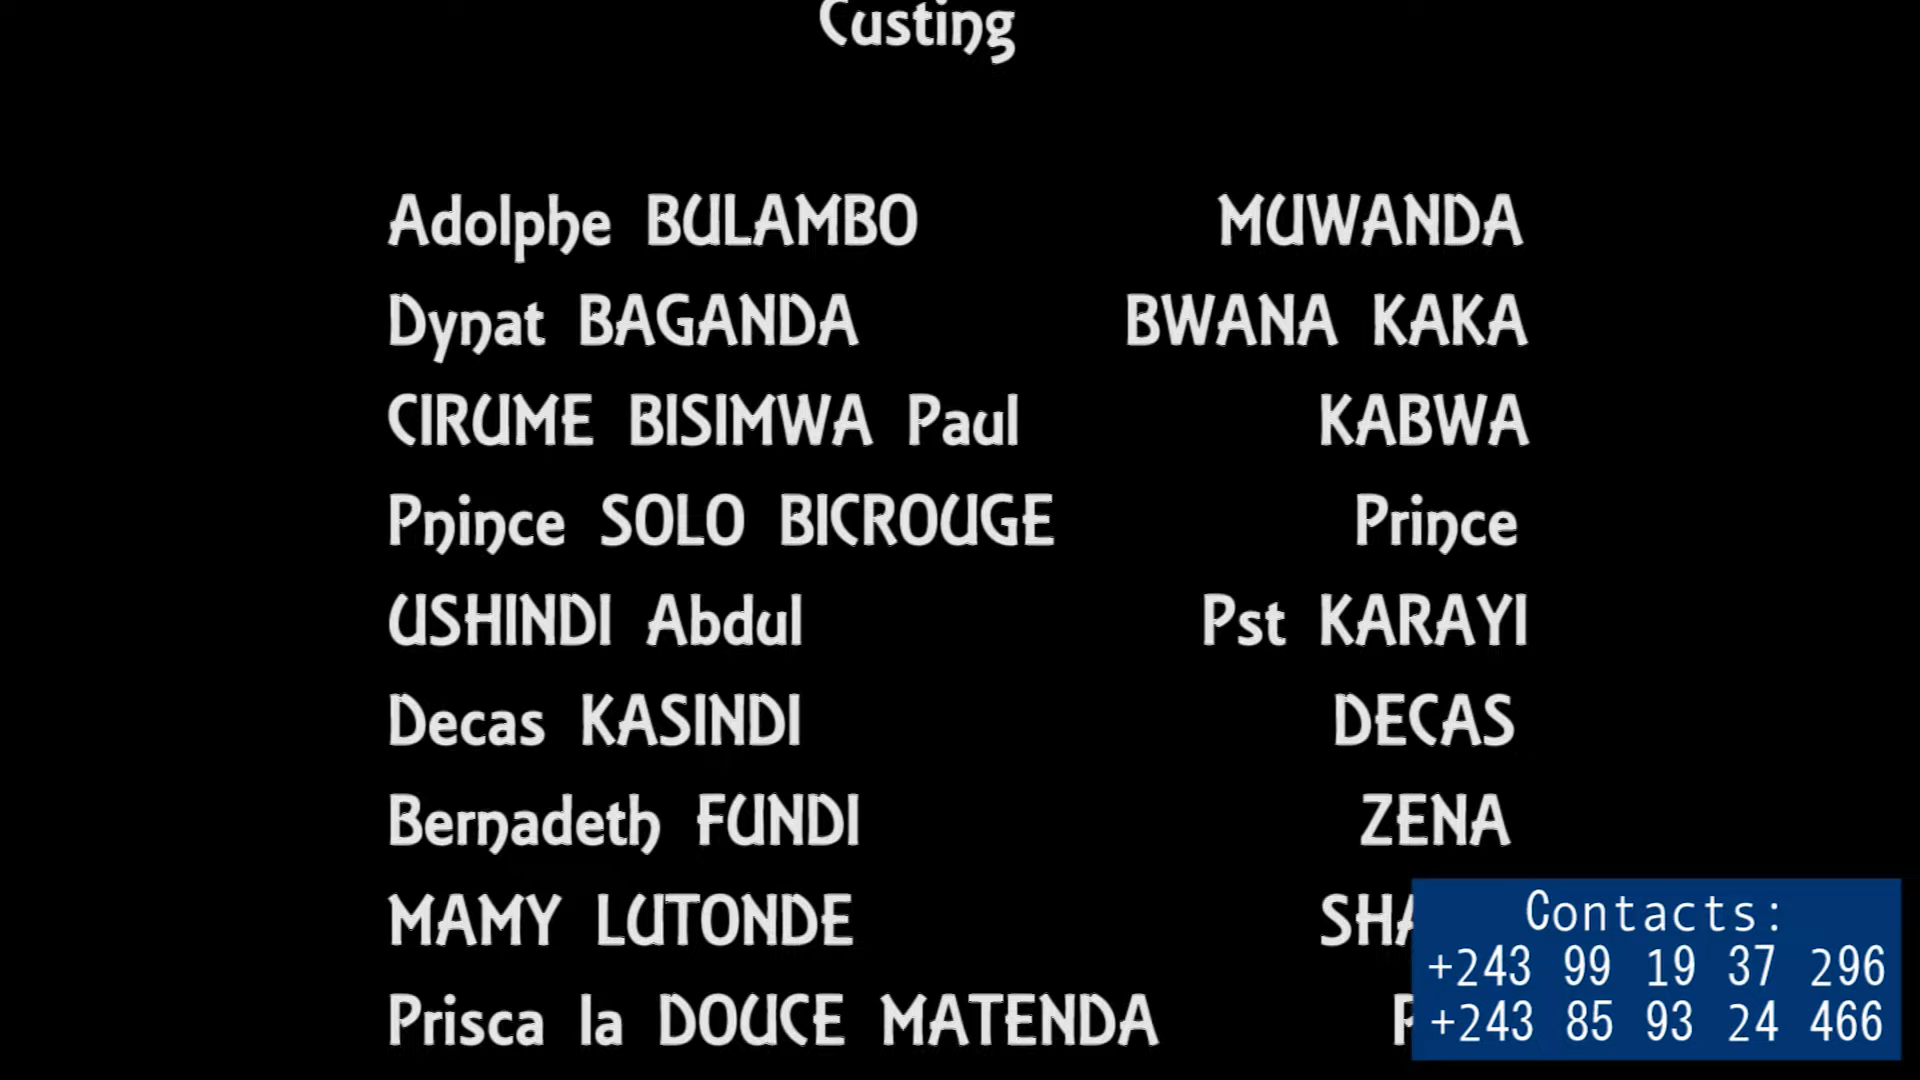 Custing
Adolphe BULAMBO MUWANDA
Dynat BAGANDA BWANA KAKA
CIRUME BISIMWA Paul KABWA
Pnince SOLO BICROUGE Prince
USHINDI Abdul Pst KARAYI
Decas KASINDI DECAS
Bernadeth FUNDI ZENA
MAMY LUTONDE
Prisca la DOUCE MATENDA
Contacts:
+243 99 19 37 296
+243 85 93 24 466